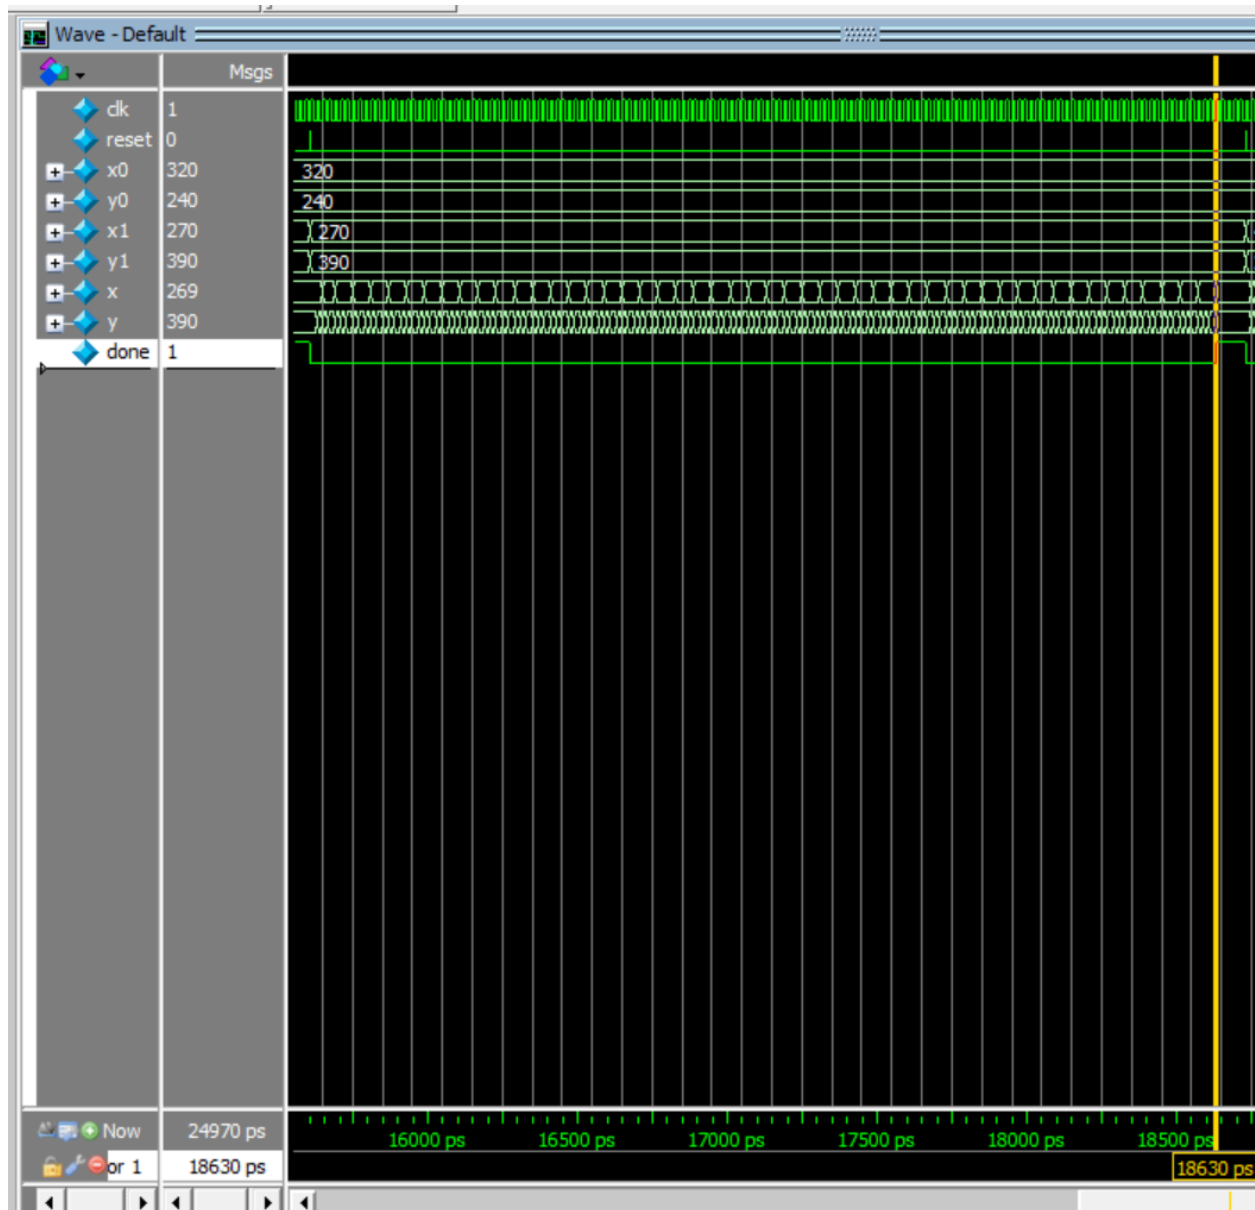 Wave - Default
Msgs
clk 1
reset 0
x0 320 320
y0 240 240
x1 270 270
y1 390 390
x 269
y 390
done 1
Now 24970 ps 16000 ps 16500 ps 17000 ps 17500 ps 18000 ps 18500 ps
or 1 18630 ps 18630 ps